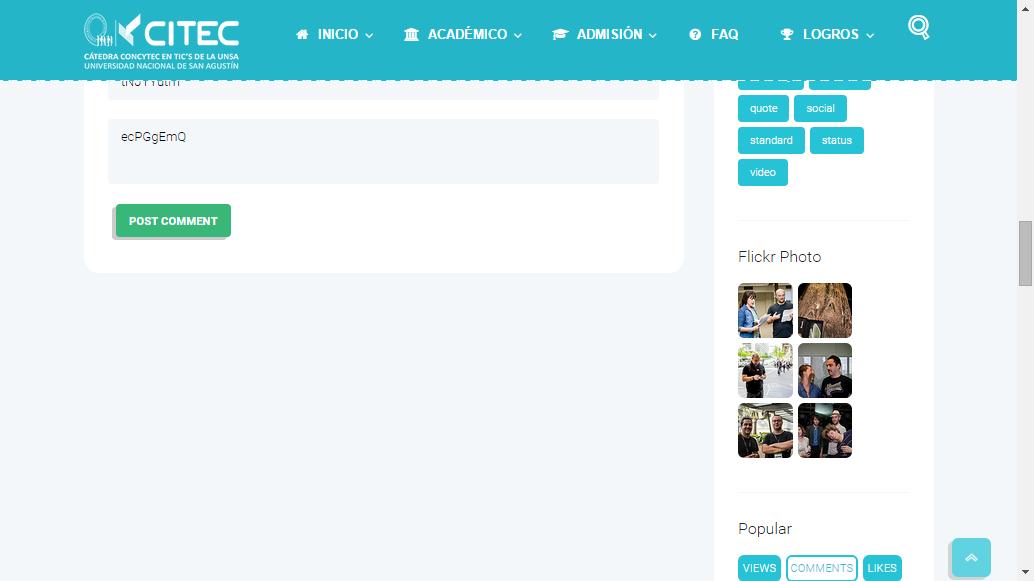 CITEC
CÁTEDRA CONCYTEC EN TIC'S DE LA UNSA
UNIVERSIDAD NACIONAL DE SAN AGUSTÍN
INICIO
ACADÉMICO
ADMISIÓN
FAQ
LOGROS
ecPGgEmQ
POST COMMENT
quote
social
standard
status
video
Flickr Photo
Popular
VIEWS
COMMENTS
LIKES